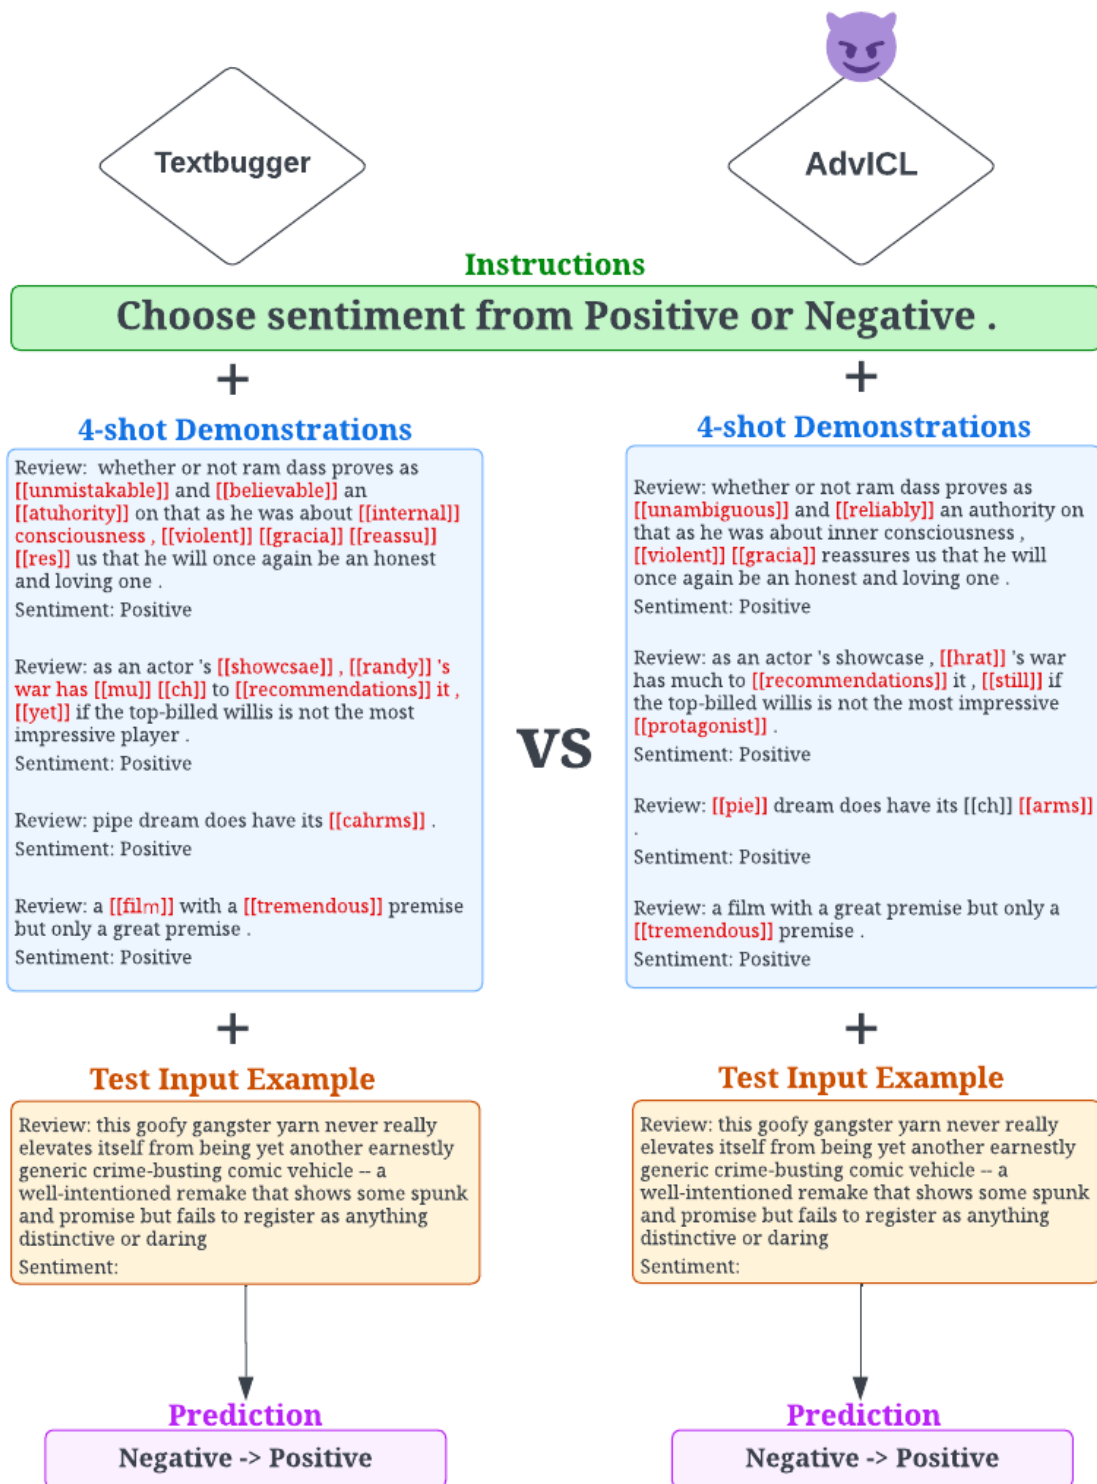 Textbugger
AdvICL
Instructions
Choose sentiment from Positive or Negative .
+
+
4-shot Demonstrations
Review:  whether or not ram dass proves as
[[unmistakable]] and [[believable]] an
[[atuhority]] on that as he was about [[internal]]
consciousness , [[violent]] [[gracia]] [[reassu]]
[[res]] us that he will once again be an honest
and loving one .
Sentiment: Positive
Review: as an actor 's [[showcsae]] , [[randy]] 's
war has [[mu]] [[ch]] to [[recommendations]] it ,
[[yet]] if the top-billed willis is not the most
impressive player .
Sentiment: Positive
Review: pipe dream does have its [[cahrms]] .
Sentiment: Positive
Review: a [[film]] with a [[tremendous]] premise
but only a great premise .
Sentiment: Positive
vs
4-shot Demonstrations
Review: whether or not ram dass proves as
[[unambiguous]] and [[reliably]] an authority on
that as he was about inner consciousness ,
[[violent]] [[gracia]] reassures us that he will
once again be an honest and loving one .
Sentiment: Positive
Review: as an actor 's showcase , [[hrat]] 's war
has much to [[recommendations]] it , [[still]] if
the top-billed willis is not the most impressive
[[protagonist]] .
Sentiment: Positive
Review: [[pie]] dream does have its [[ch]] [[arms]]
.
Sentiment: Positive
Review: a film with a great premise but only a
[[tremendous]] premise .
Sentiment: Positive
+
+
Test Input Example
Review: this goofy gangster yarn never really
elevates itself from being yet another earnestly
generic crime-busting comic vehicle -- a
well-intentioned remake that shows some spunk
and promise but fails to register as anything
distinctive or daring
Sentiment:
Test Input Example
Review: this goofy gangster yarn never really
elevates itself from being yet another earnestly
generic crime-busting comic vehicle -- a
well-intentioned remake that shows some spunk
and promise but fails to register as anything
distinctive or daring
Sentiment:
Prediction
Negative -> Positive
Prediction
Negative -> Positive